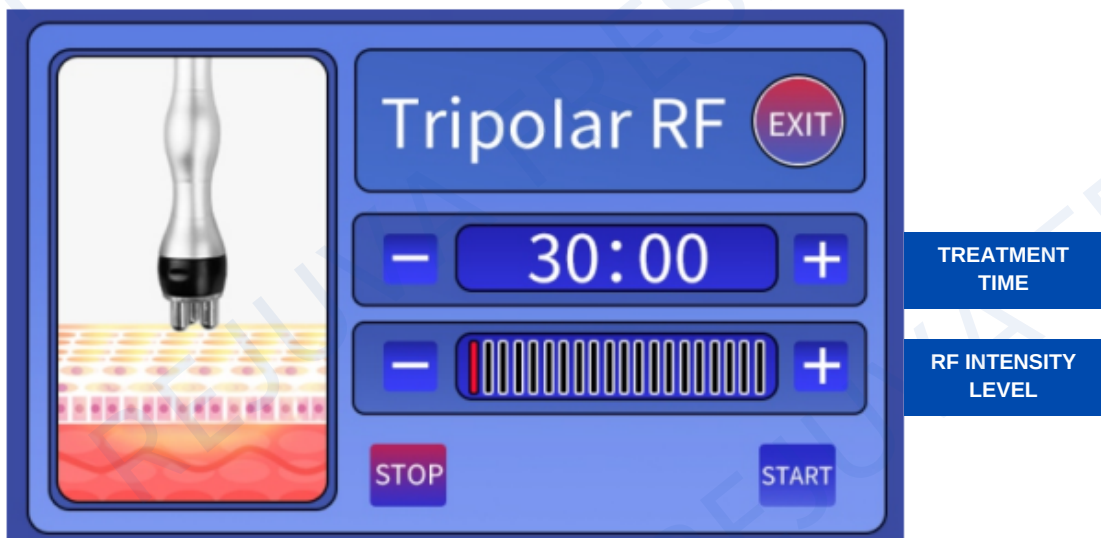 Tripolar RF
EXIT
− 30:00 +
TREATMENT
TIME
− +
RF INTENSITY
LEVEL
STOP
START